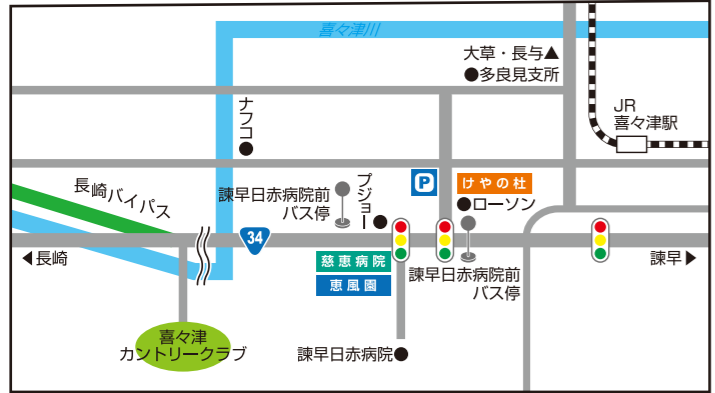 喜々津川
大草・長与▲
●多良見支所
JR
喜々津駅
ナフコ
長崎バイパス
諫早日赤病院前
バス停
プジョー
P
けやの杜
●ローソン
34
◀長崎
慈恵病院
恵風園
諫早日赤病院前
バス停
諫早▶
喜々津
カントリークラブ
諫早日赤病院●